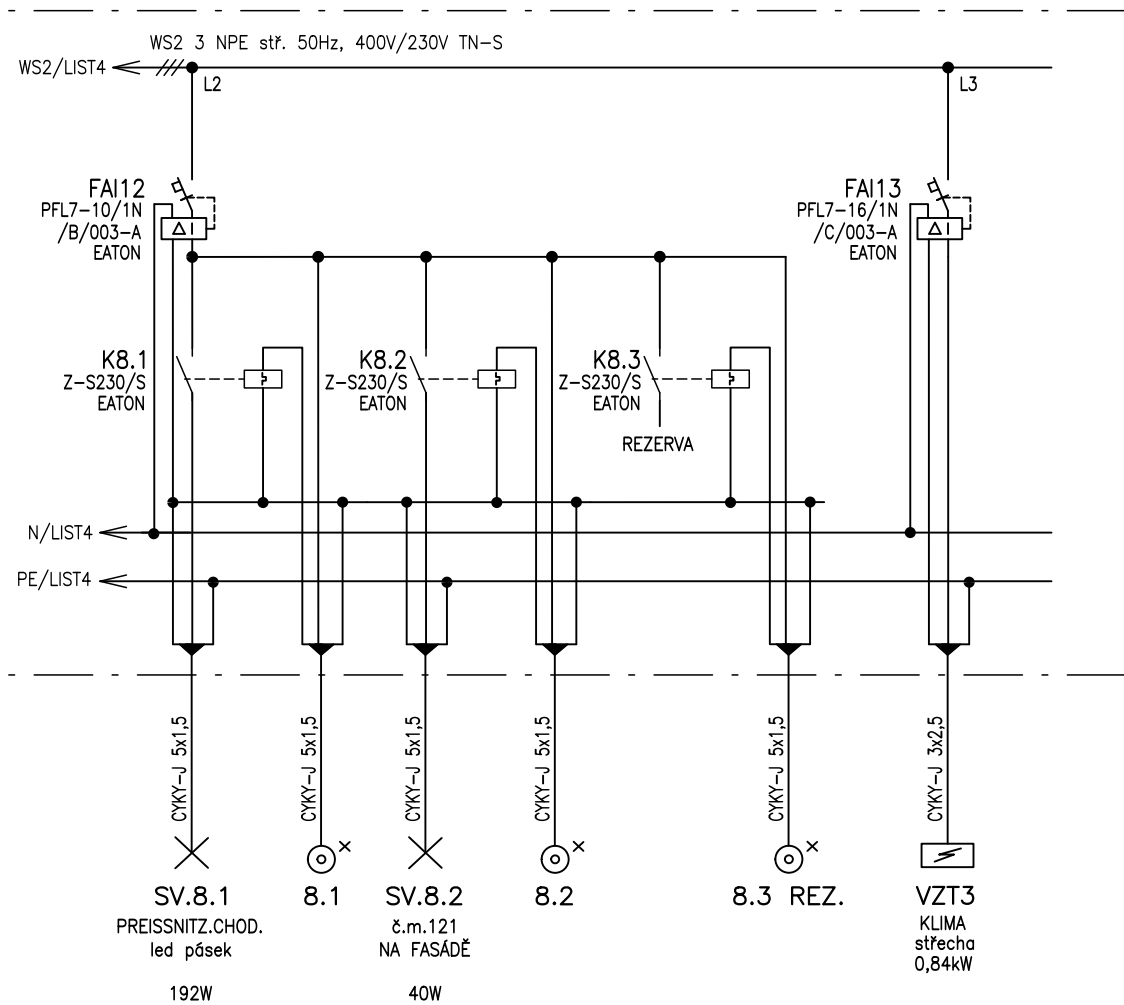 WS2 3 NPE stř. 50Hz, 400V/230V TN-S
WS2/LIST4
L2
L3
FAI12
PFL7-10/1N
/B/003-A
EATON
FAI13
PFL7-16/1N
/C/003-A
EATON
K8.1
Z-S230/S
EATON
K8.2
Z-S230/S
EATON
K8.3
Z-S230/S
EATON
REZERVA
N/LIST4
PE/LIST4
CYKY-J 5x1,5
CYKY-J 5x1,5
CYKY-J 5x1,5
CYKY-J 5x1,5
CYKY-J 5x1,5
CYKY-J 3x2,5
x
x
x
SV.8.1
PREISSNITZ.CHOD.
led pásek
192W
8.1
SV.8.2
č.m.121
NA FASÁDĚ
40W
8.2
8.3 REZ.
VZT3
KLIMA
střecha
0,84kW